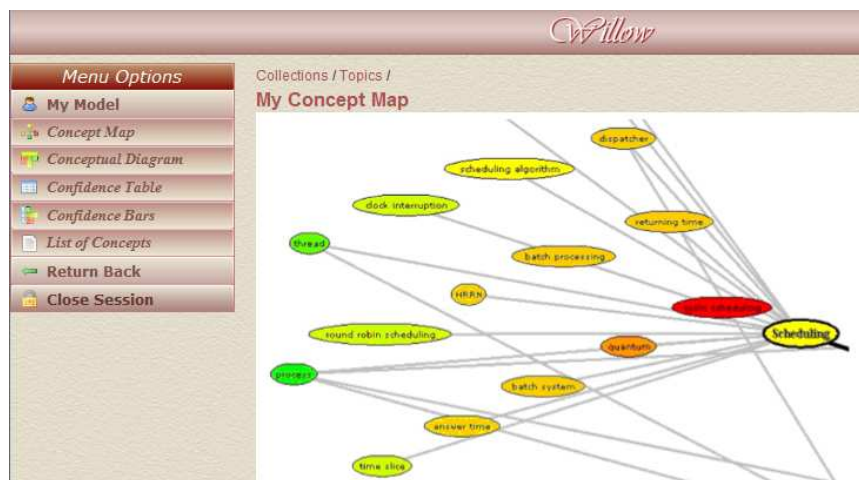 Willow
Menu Options
My Model
Concept Map
Conceptual Diagram
Confidence Table
Confidence Bars
List of Concepts
Return Back
Close Session
Collections / Topics /
My Concept Map
dispatcher
scheduling algorithm
clock interruption
returning time
thread
batch processing
HRRN
scheduling
Scheduling
round robin scheduling
quantum
process
batch system
answer time
time slice